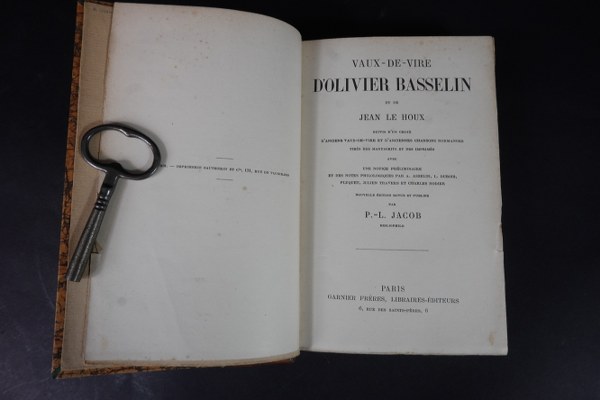 — IMPRIMERIE
VAUX-DE-VIRE
D'OLIVIER BASSELIN
ET DE
JEAN LE HOUX
SUIVIS D'UN CHOIX
D'ANCIENS VAUX-DE-VIRE ET D'ANCIENNES CHANSONS NORMANDES
TIRÉS DES MANUSCRITS ET DES IMPRIMÉS
AVEC
UNE NOTICE PRÉLIMINAIRE
ET DES NOTES PHILOLOGIQUES PAR A. ASSELIN, L. DUBOIS,
PLUQUET, JULIEN TRAVERS ET CHARLES NODIER
NOUVELLE ÉDITION REVUE ET PUBLIÉE
PAR
P.-L. JACOB
BIBLIOPHILE
PARIS
GARNIER FRÈRES, LIBRAIRES-ÉDITEURS
6, RUE DES SAINTS-PÈRES, 6